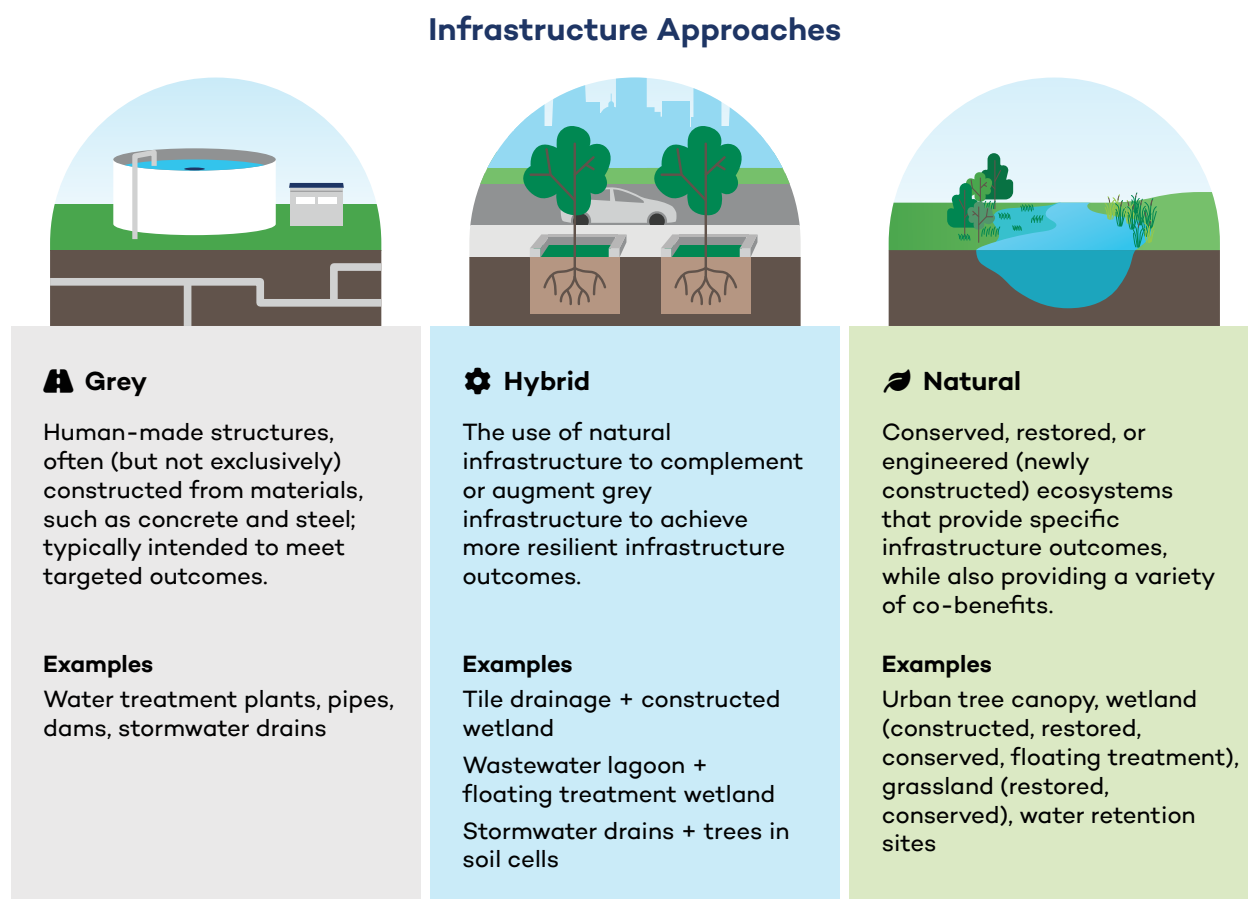 Infrastructure Approaches
Grey
Human-made structures,
often (but not exclusively)
constructed from materials,
such as concrete and steel;
typically intended to meet
targeted outcomes.
Examples
Water treatment plants, pipes,
dams, stormwater drains
Hybrid
The use of natural
infrastructure to complement
or augment grey
infrastructure to achieve
more resilient infrastructure
outcomes.
Examples
Tile drainage + constructed
wetland
Wastewater lagoon +
floating treatment wetland
Stormwater drains + trees in
soil cells
Natural
Conserved, restored, or
engineered (newly
constructed) ecosystems
that provide specific
infrastructure outcomes,
while also providing a variety
of co-benefits.
Examples
Urban tree canopy, wetland
(constructed, restored,
conserved, floating treatment),
grassland (restored,
conserved), water retention
sites